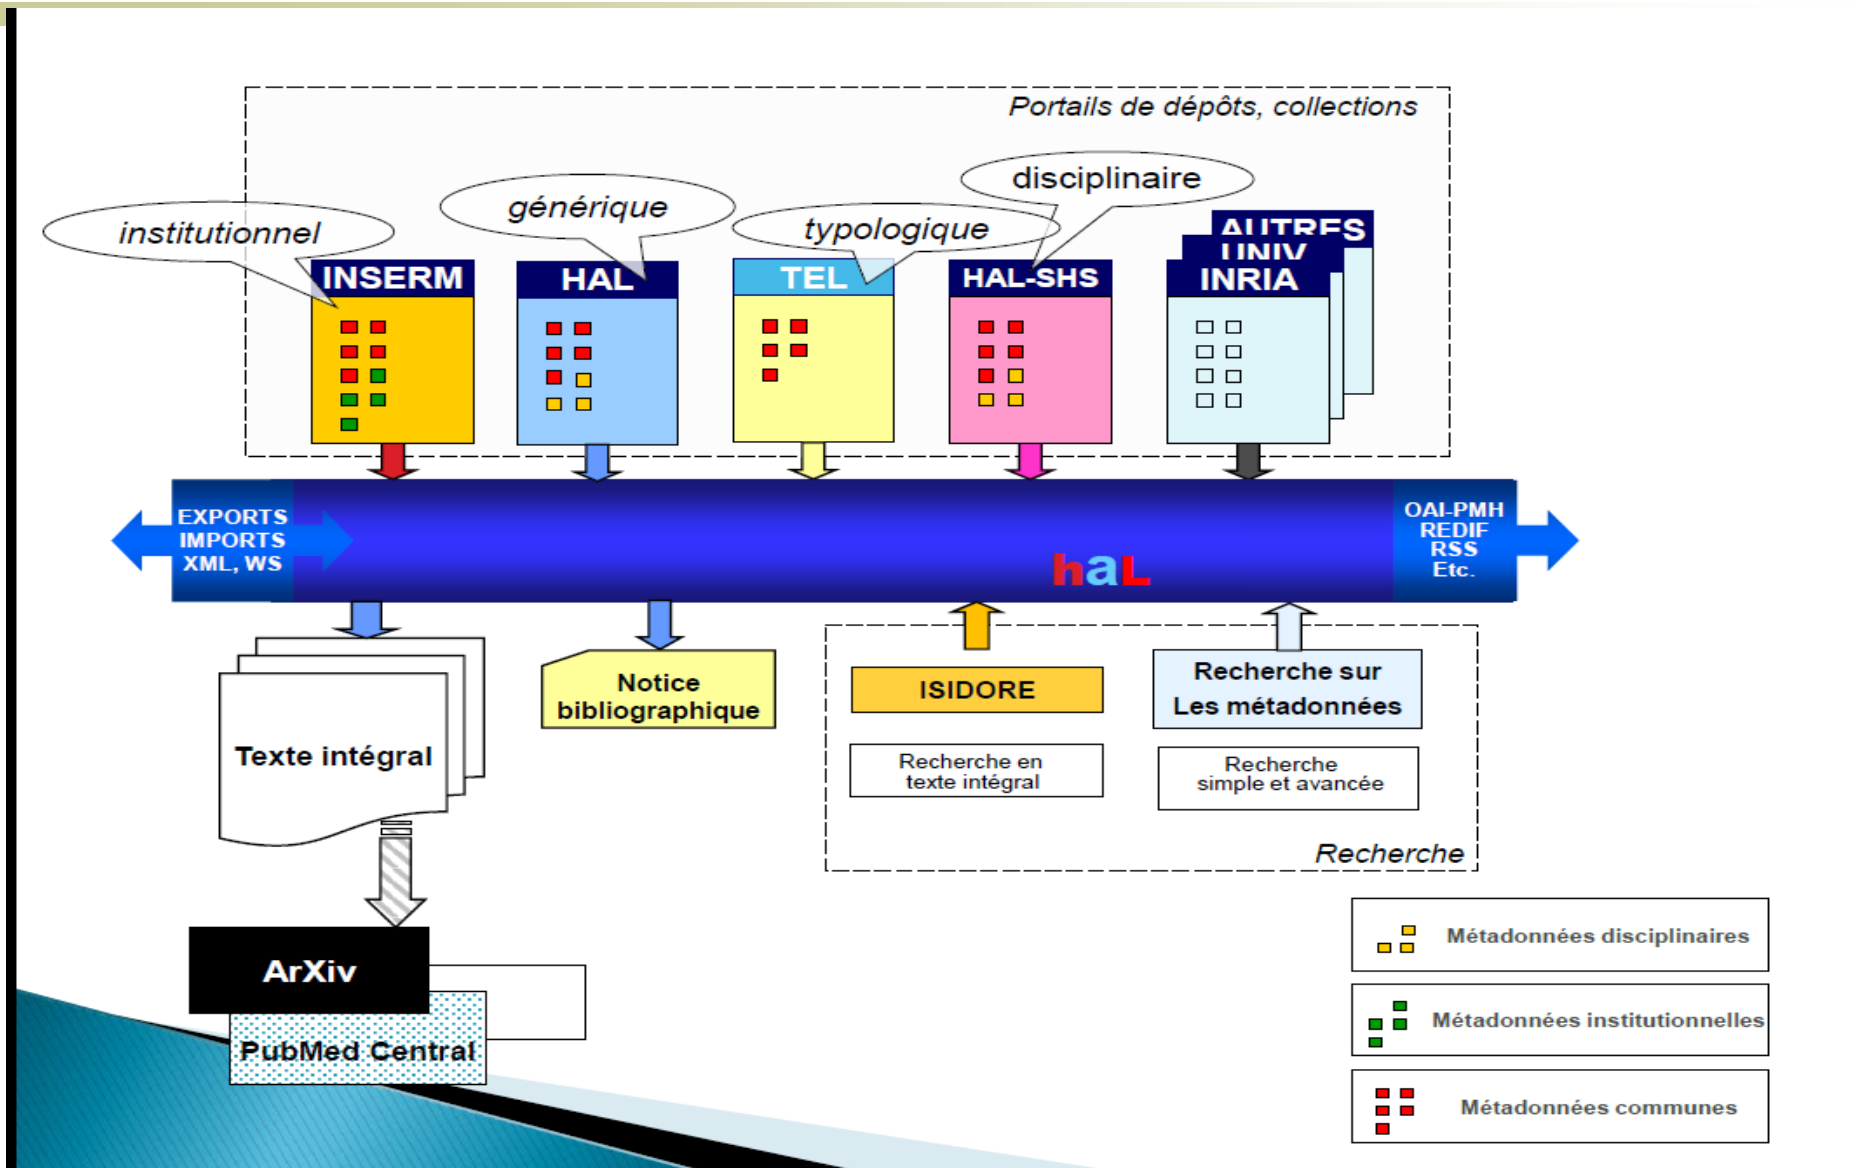 Portails de dépôts, collections
institutionnel
générique
typologique
disciplinaire
INSERM
HAL
TEL
HAL-SHS
AUTRES
UNIV
INRIA
EXPORTS
IMPORTS
XML, WS
haL
OAI-PMH
REDIF
RSS
Etc.
Texte intégral
Notice
bibliographique
ISIDORE
Recherche en
texte intégral
Recherche sur
Les métadonnées
Recherche
simple et avancée
Recherche
ArXiv
PubMed Central
Métadonnées disciplinaires
Métadonnées institutionnelles
Métadonnées communes